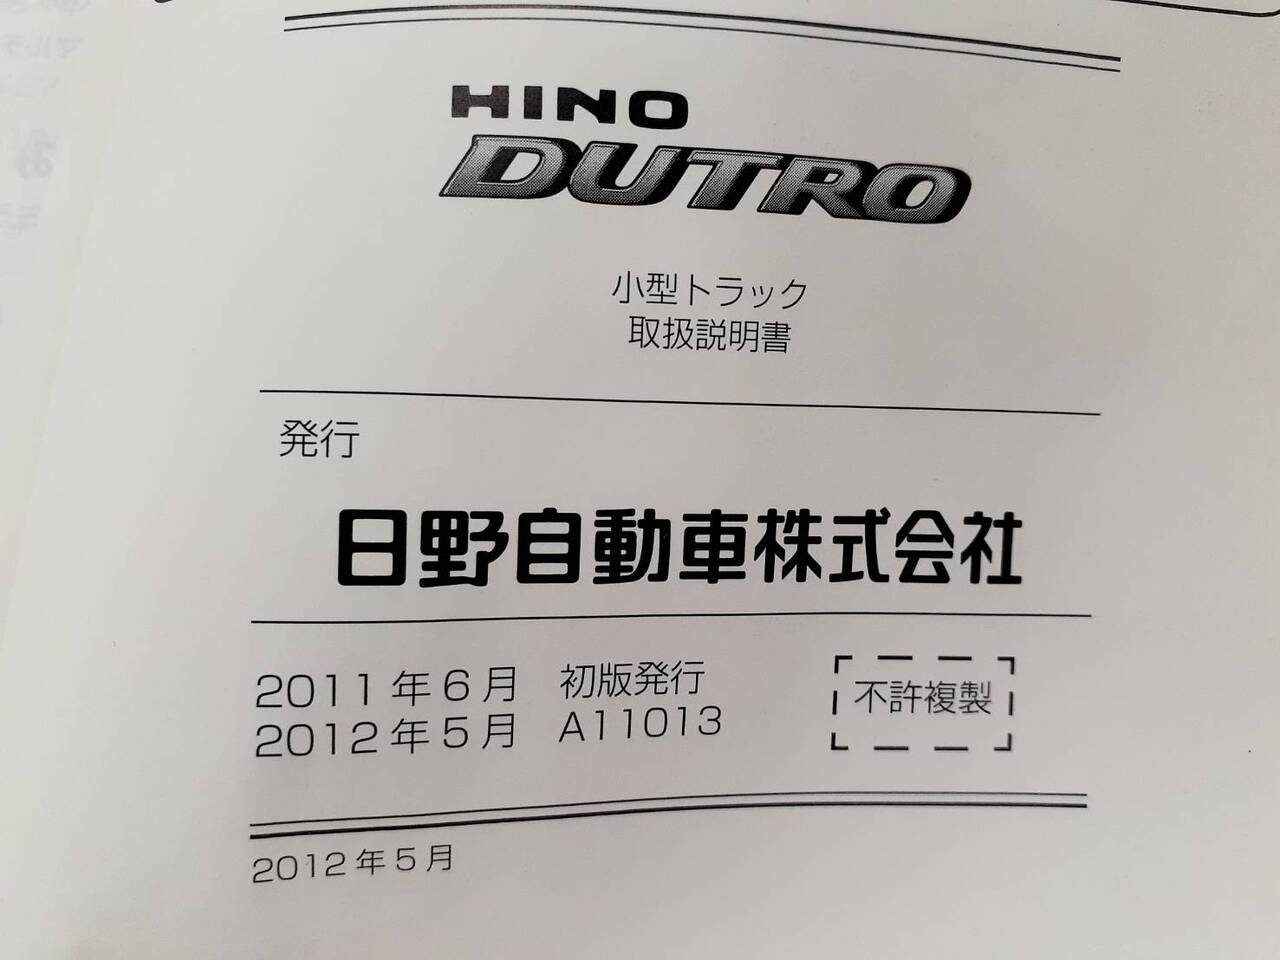 HINO
DUTRO
小型トラック
取扱説明書
発行
日野自動車株式会社
2011年6月 初版発行
2012年5月 A11013
不許複製
2012年5月